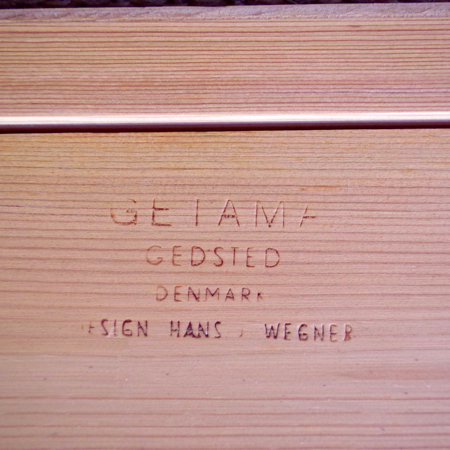 GETAMA
GEDSTED
DENMARK
DESIGN HANS J WEGNER